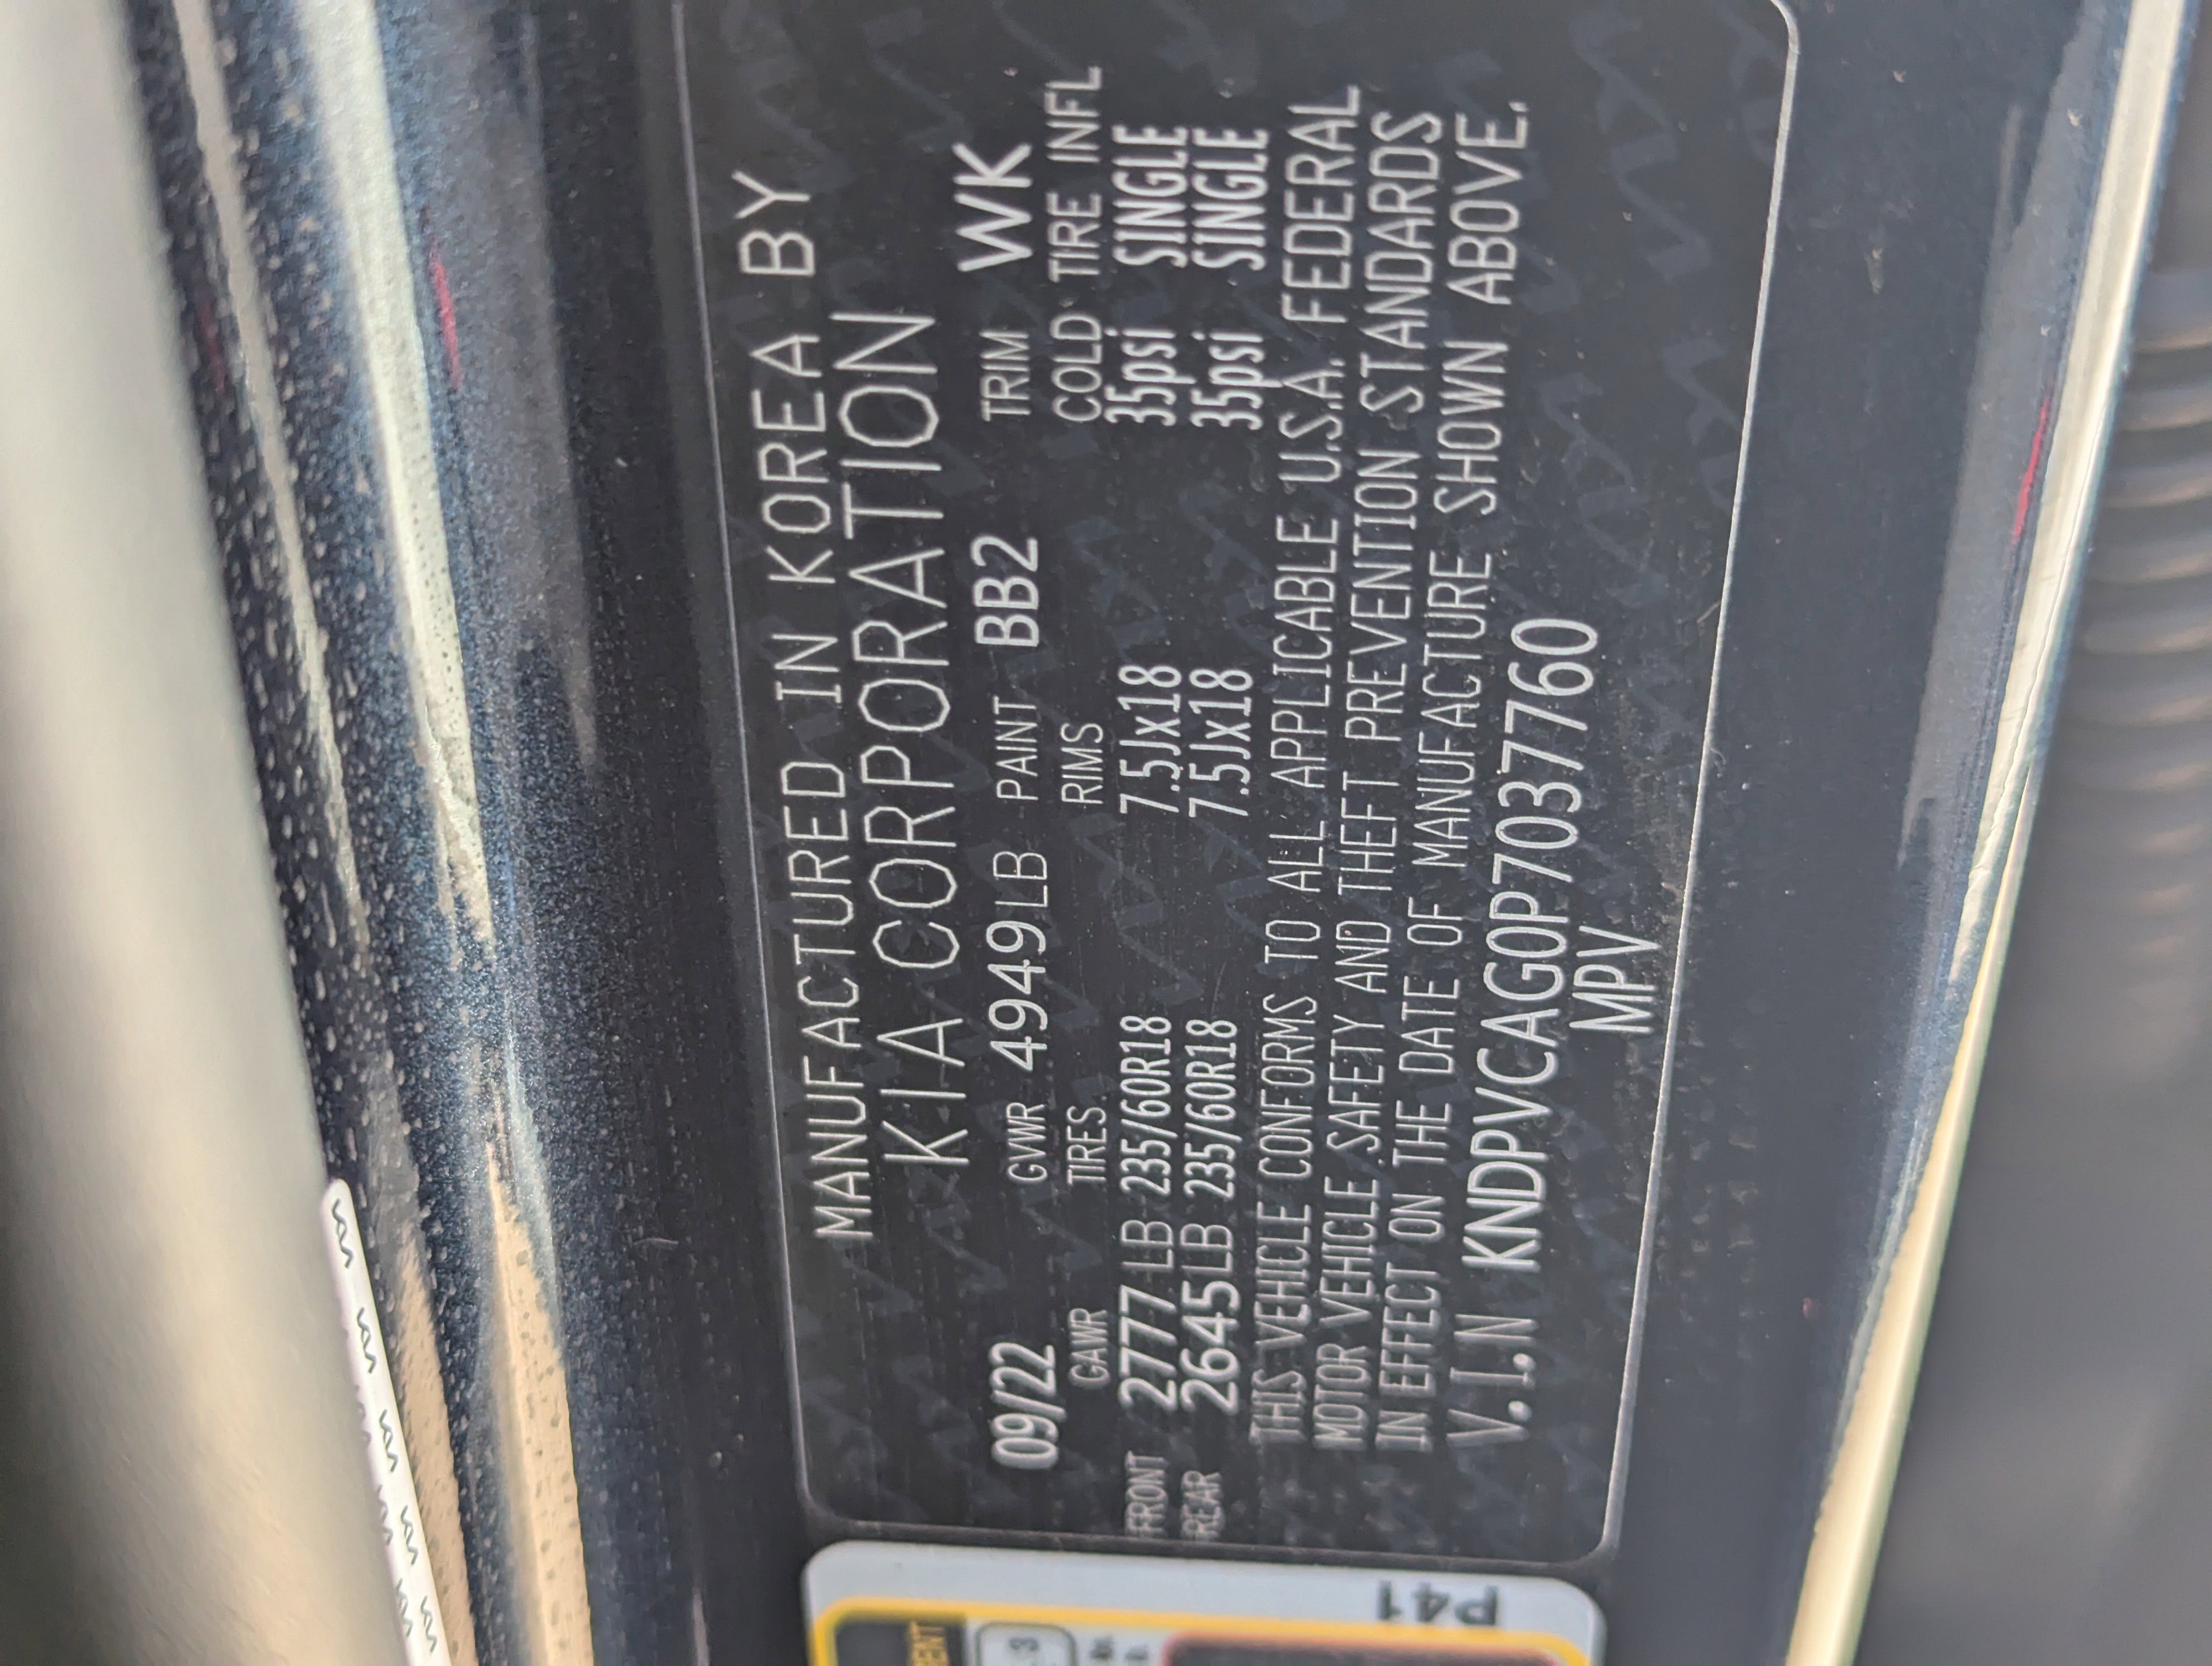 MANUFACTURED IN KOREA BY
KIA CORPORATION
09/22 GVWR 4949LB PAINT BB2 TRIM WK
GAWR TIRES RIMS COLD TIRE INFL
FRONT 2777 LB 235/60R18 7.5Jx18 35psi SINGLE
REAR 2645LB 235/60R18 7.5Jx18 35psi SINGLE
THIS VEHICLE CONFORMS TO ALL APPLICABLE U.S.A. FEDERAL
MOTOR VEHICLE SAFETY AND THEFT PREVENTION STANDARDS
IN EFFECT ON THE DATE OF MANUFACTURE SHOWN ABOVE.
V.I.N KNDPVCAG0P7037760
MPV
P41